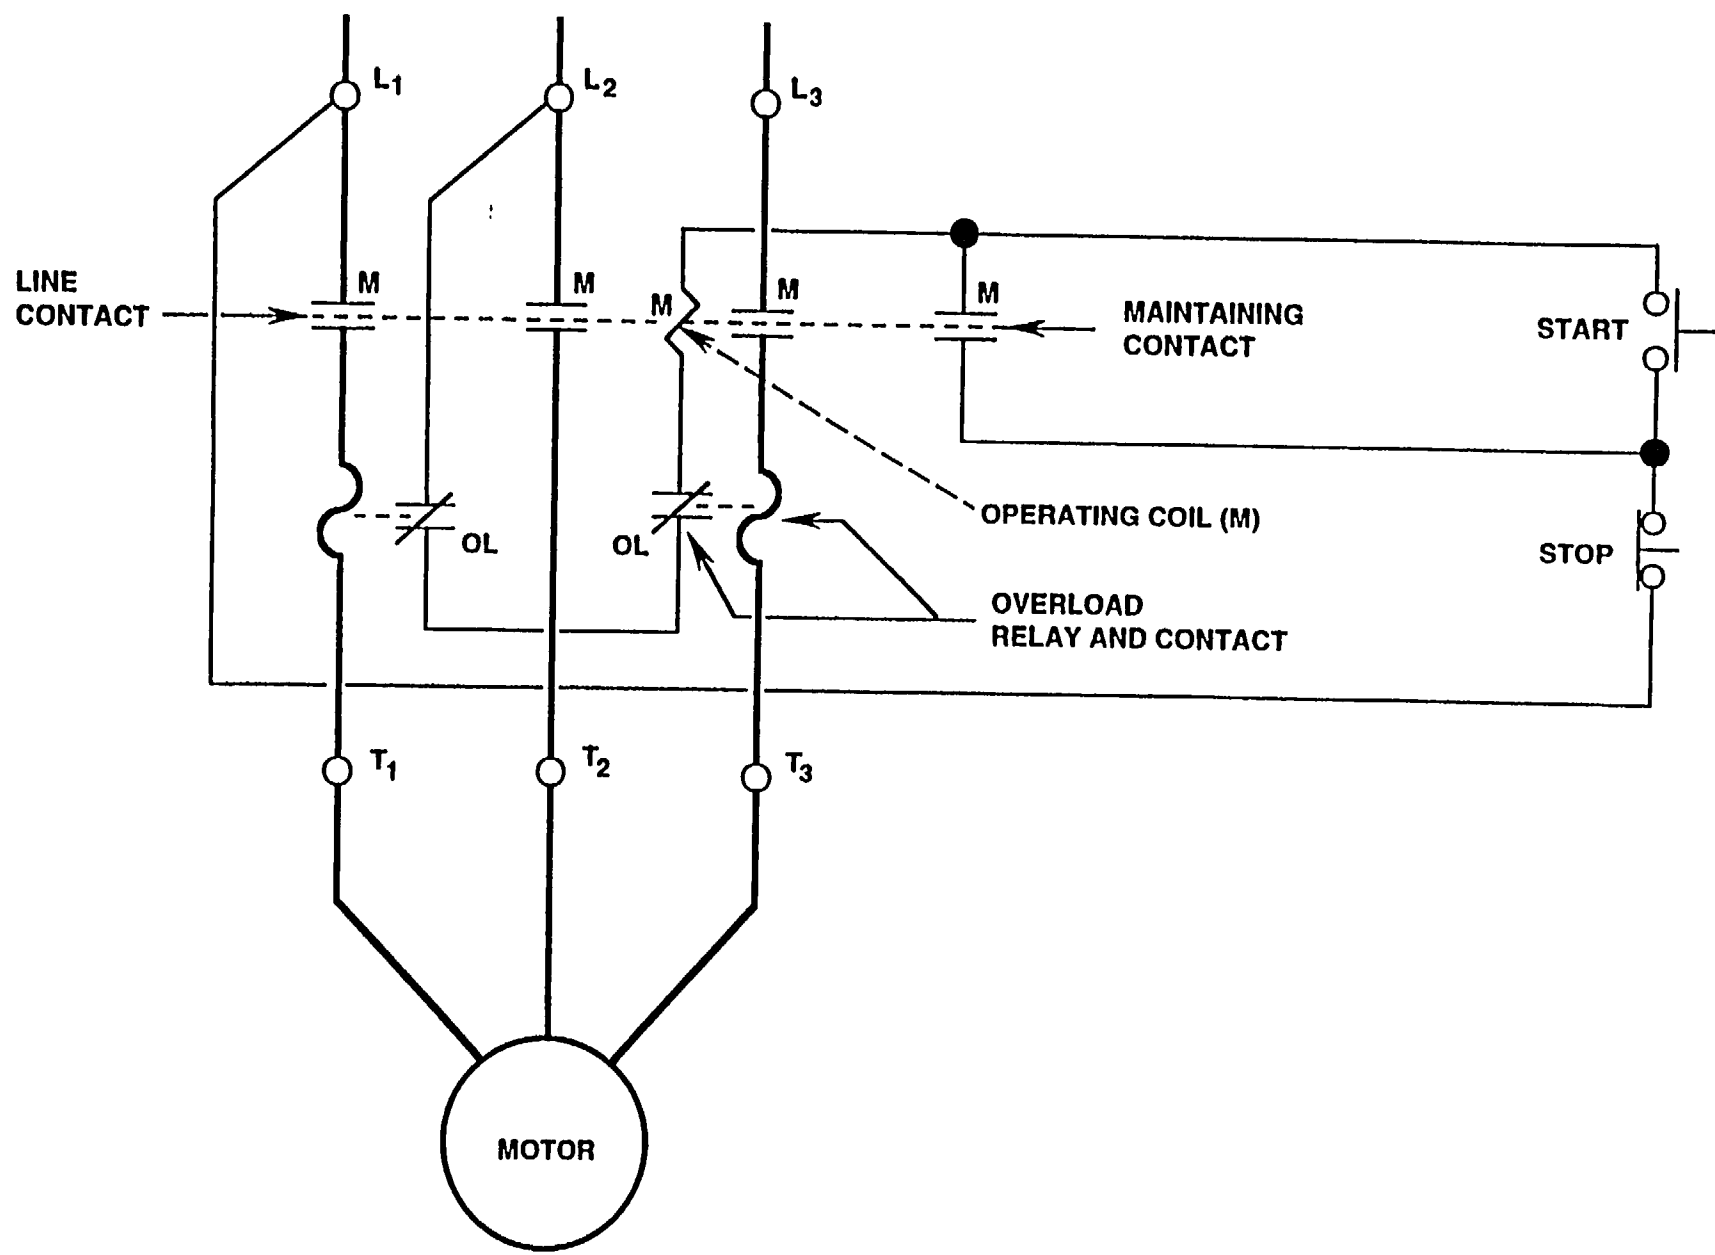 L1
L2
L3
LINE
CONTACT
M
M
M
M
M
MAINTAINING
CONTACT
START
OPERATING COIL (M)
OL
OL
STOP
OVERLOAD
RELAY AND CONTACT
T1
T2
T3
MOTOR